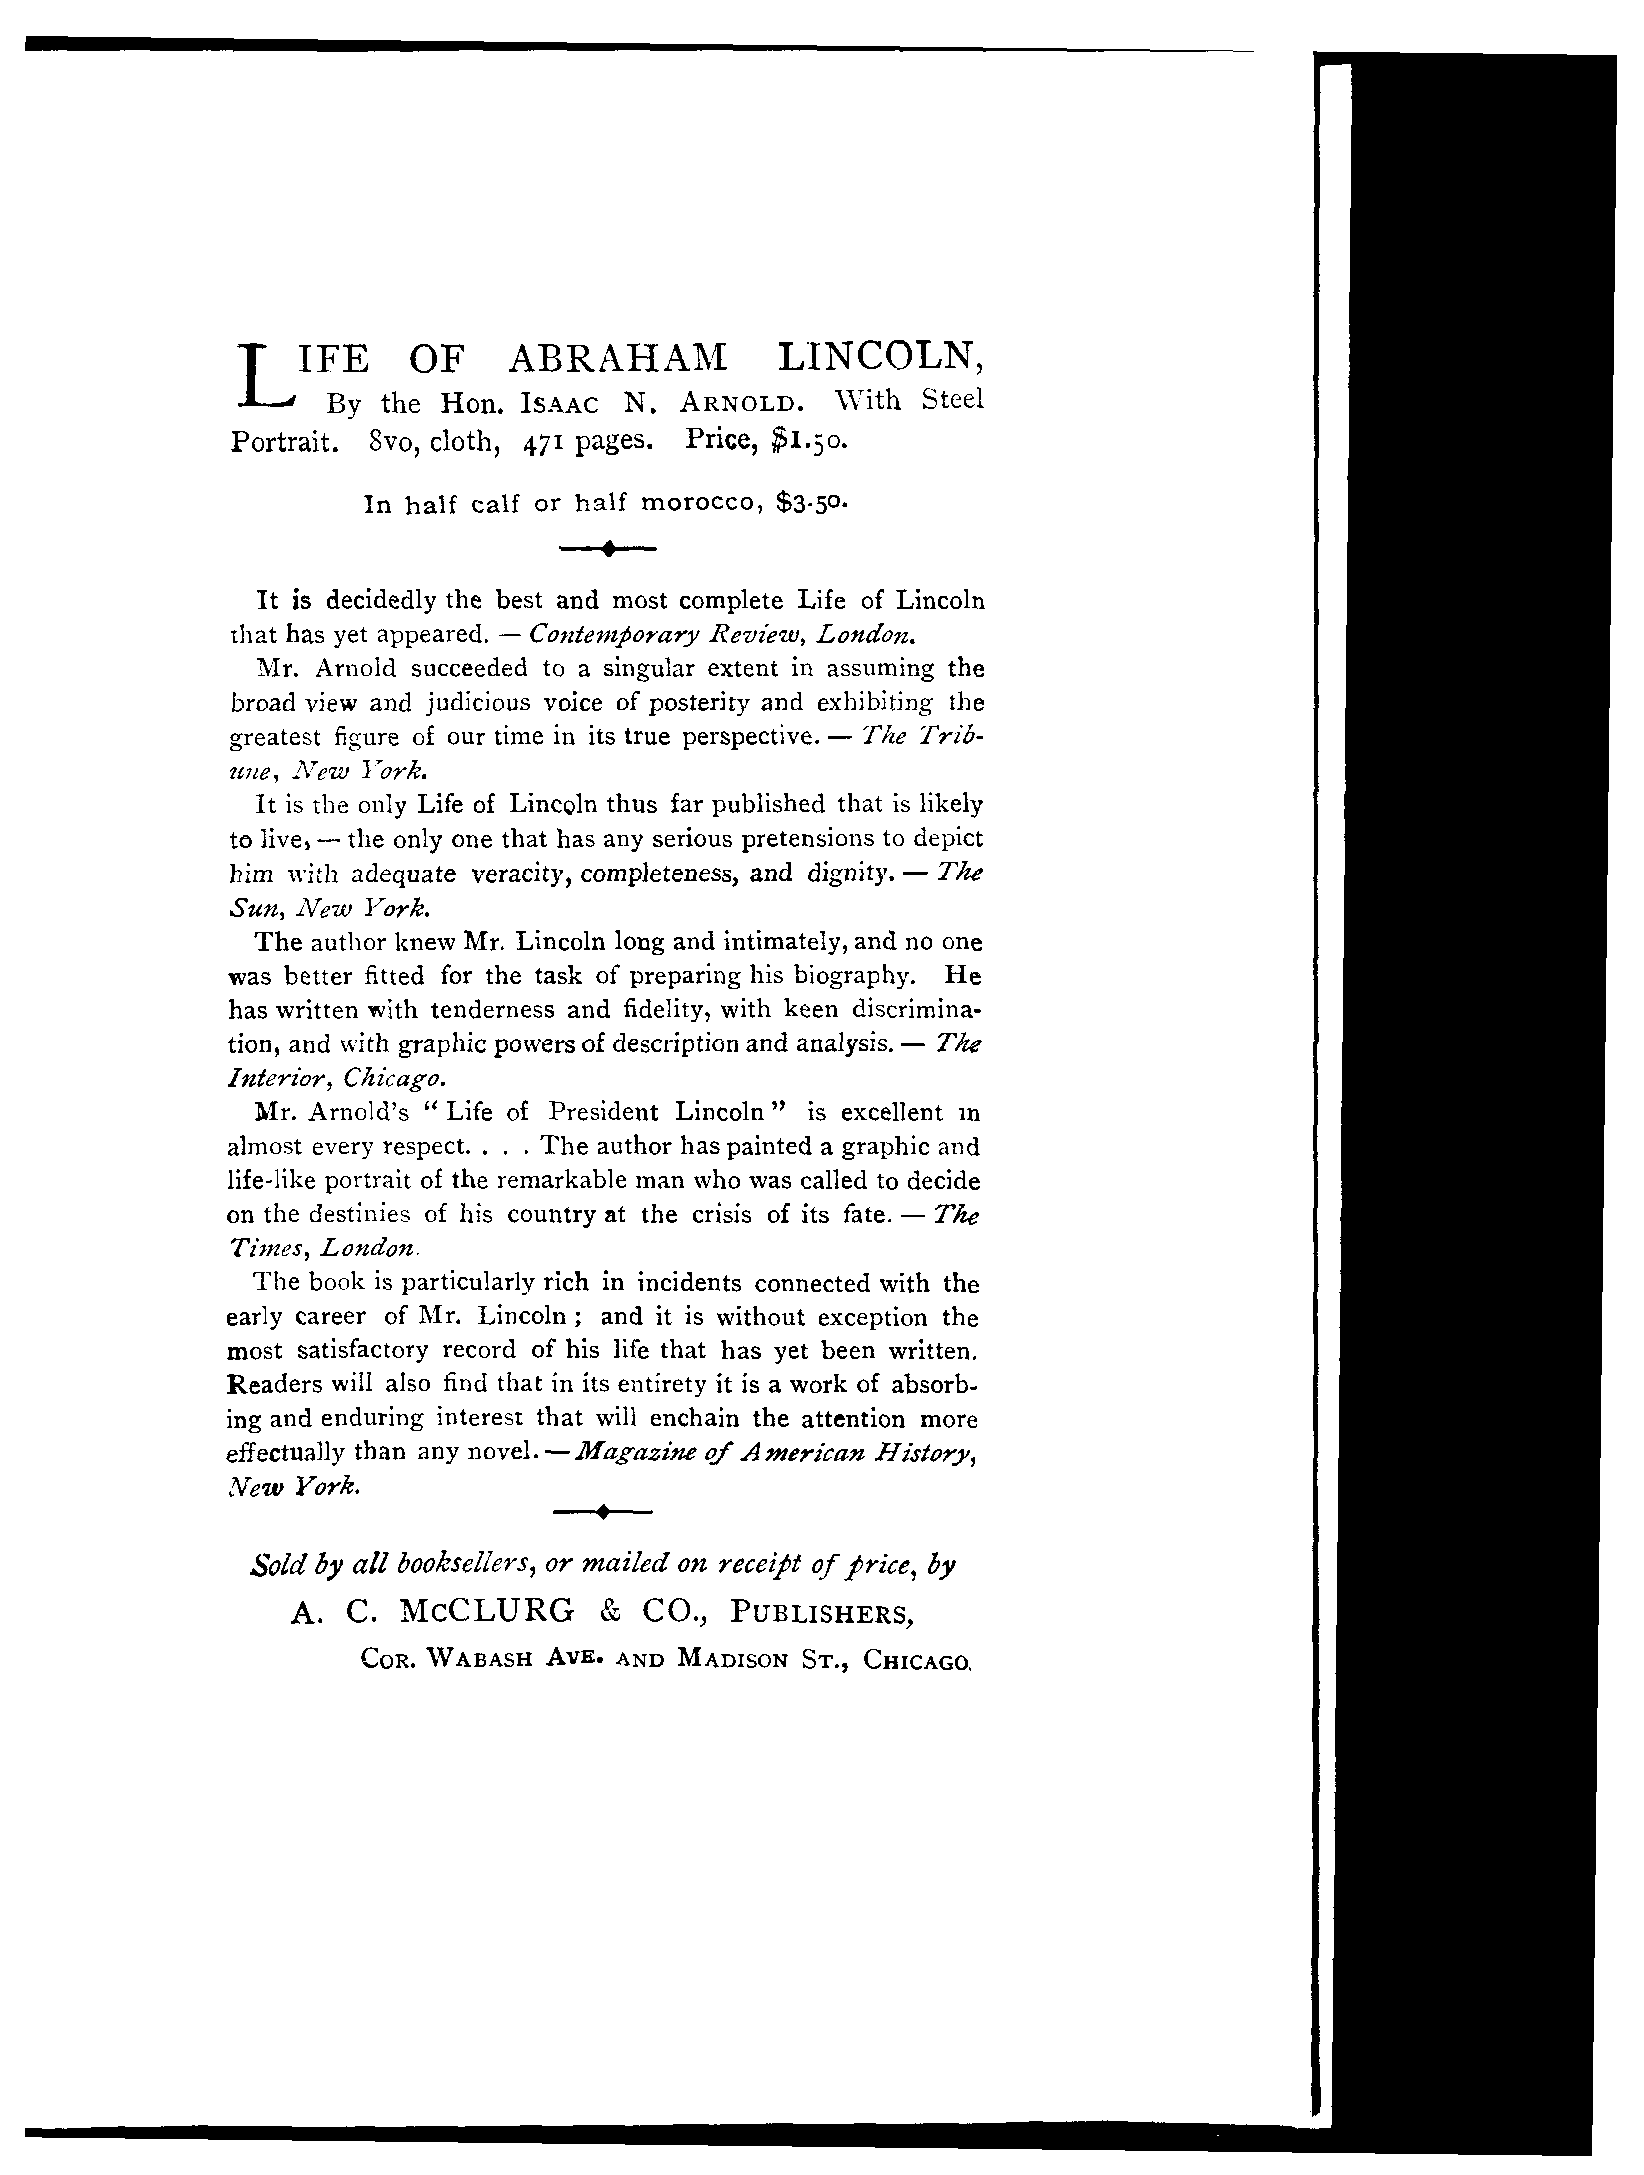 LIFE OF ABRAHAM LINCOLN,
By the Hon. ISAAC N. ARNOLD. With Steel
Portrait. 8vo, cloth, 471 pages. Price, $1.50.
In half calf or half morocco, $3.50.
It is decidedly the best and most complete Life of Lincoln
that has yet appeared. — Contemporary Review, London.
Mr. Arnold succeeded to a singular extent in assuming the
broad view and judicious voice of posterity and exhibiting the
greatest figure of our time in its true perspective. — The Trib-
une, New York.
It is the only Life of Lincoln thus far published that is likely
to live, — the only one that has any serious pretensions to depict
him with adequate veracity, completeness, and dignity. — The
Sun, New York.
The author knew Mr. Lincoln long and intimately, and no one
was better fitted for the task of preparing his biography. He
has written with tenderness and fidelity, with keen discrimina-
tion, and with graphic powers of description and analysis. — The
Interior, Chicago.
Mr. Arnold's “Life of President Lincoln” is excellent in
almost every respect. . . . The author has painted a graphic and
life-like portrait of the remarkable man who was called to decide
on the destinies of his country at the crisis of its fate. — The
Times, London.
The book is particularly rich in incidents connected with the
early career of Mr. Lincoln; and it is without exception the
most satisfactory record of his life that has yet been written.
Readers will also find that in its entirety it is a work of absorb-
ing and enduring interest that will enchain the attention more
effectually than any novel. — Magazine of American History,
New York.
Sold by all booksellers, or mailed on receipt of price, by
A. C. McCLURG & CO., PUBLISHERS,
COR. WABASH AVE. AND MADISON ST., CHICAGO.